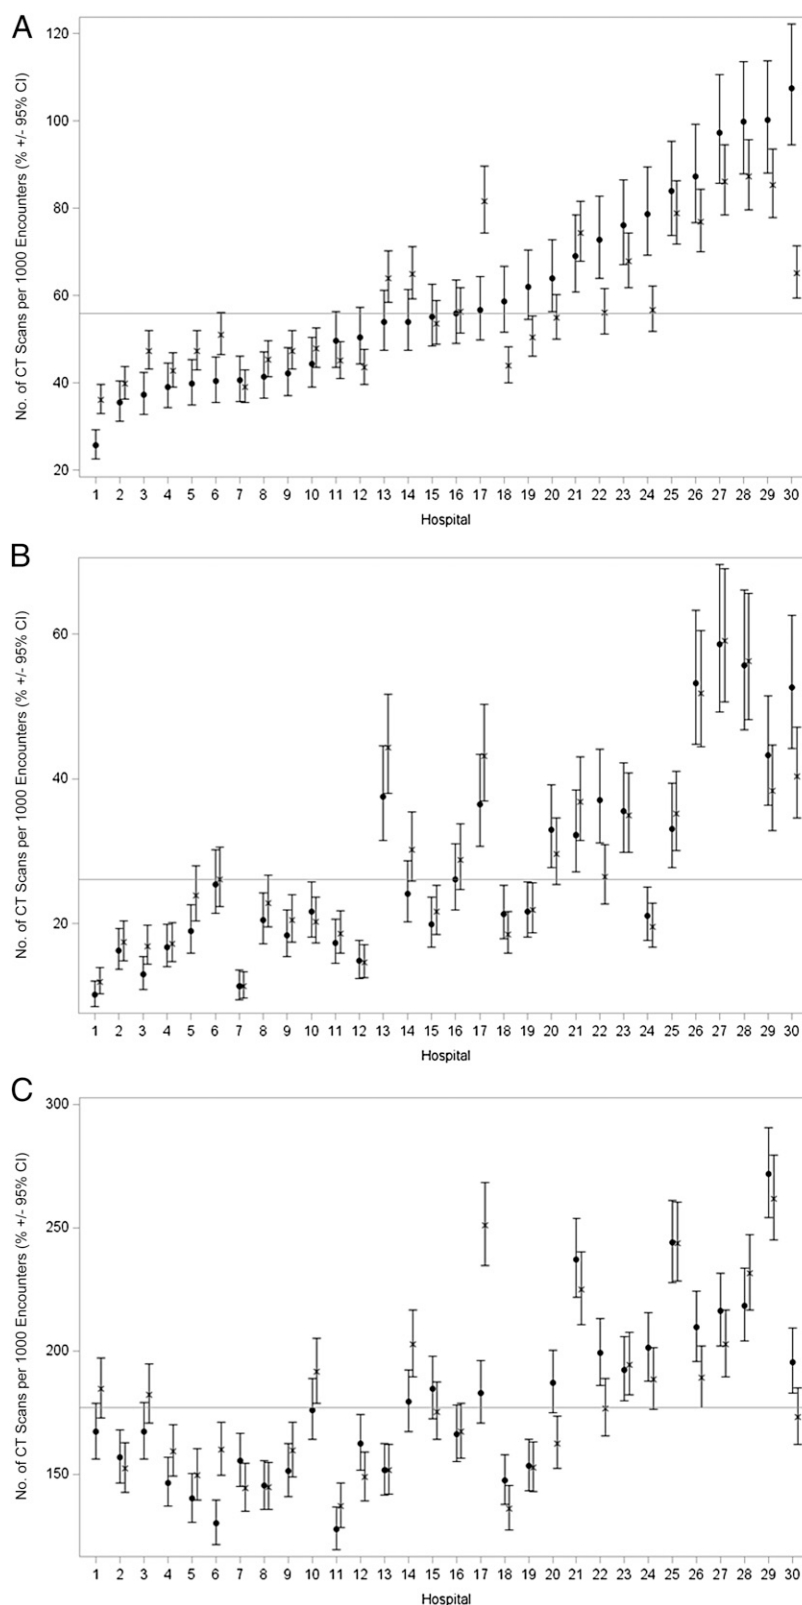 A
No. of CT Scans per 1000 Encounters (% +/- 95% CI)
120
100
80
60
40
20
1 2 3 4 5 6 7 8 9 10 11 12 13 14 15 16 17 18 19 20 21 22 23 24 25 26 27 28 29 30
Hospital
B
No. of CT Scans per 1000 Encounters (% +/- 95% CI)
60
40
20
1 2 3 4 5 6 7 8 9 10 11 12 13 14 15 16 17 18 19 20 21 22 23 24 25 26 27 28 29 30
Hospital
C
No. of CT Scans per 1000 Encounters (% +/- 95% CI)
300
250
200
150
1 2 3 4 5 6 7 8 9 10 11 12 13 14 15 16 17 18 19 20 21 22 23 24 25 26 27 28 29 30
Hospital